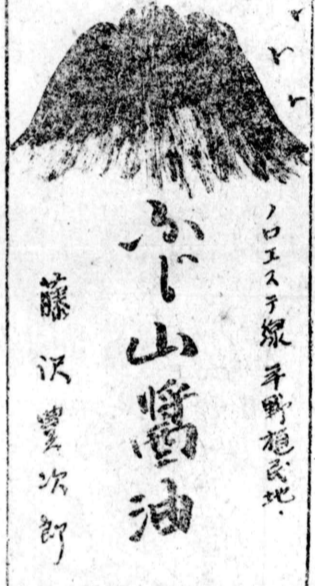 ノロエステ線 平野植民地.
ふじ山醤油
藤沢豊次郎